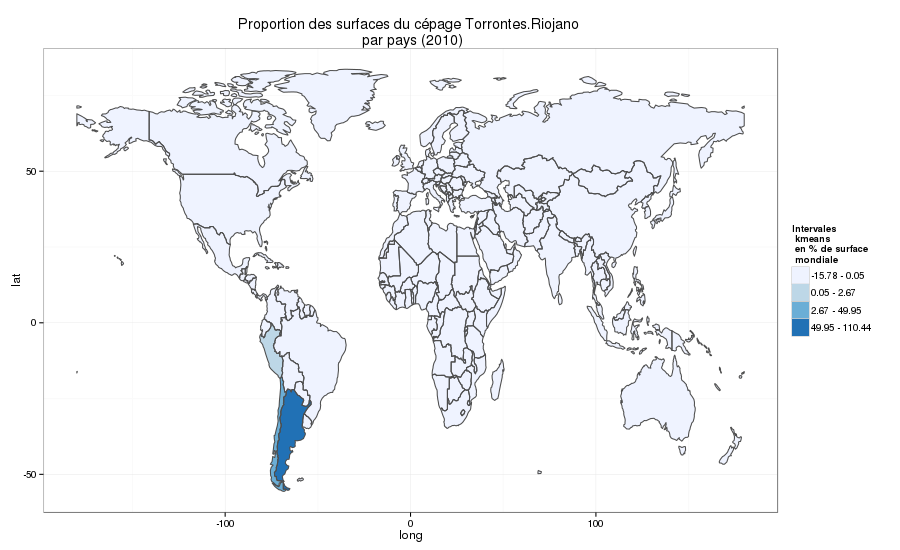 Proportion des surfaces du cépage Torrontes.Riojano
par pays (2010)
50
0
-50
lat
-100
0
100
long
Intervales
kmeans
en % de surface
mondiale
-15.78 - 0.05
0.05 - 2.67
2.67 - 49.95
49.95 - 110.44